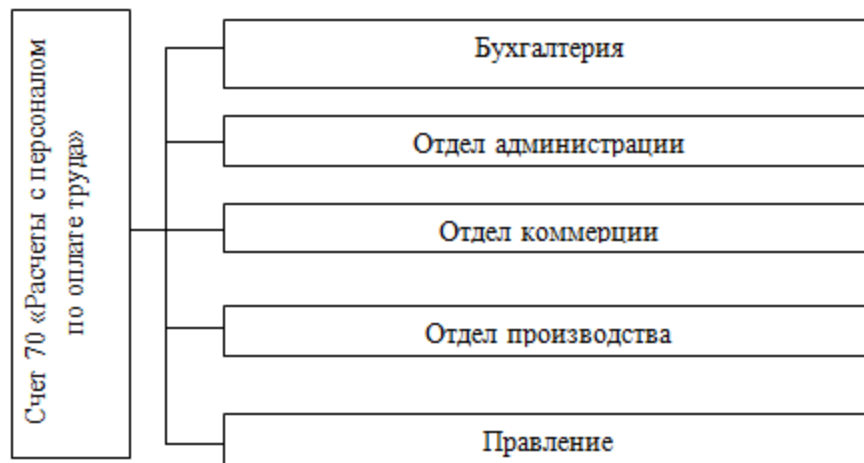 Счет 70 «Расчеты с персоналом
по оплате труда»
Бухгалтерия
Отдел администрации
Отдел коммерции
Отдел производства
Правление